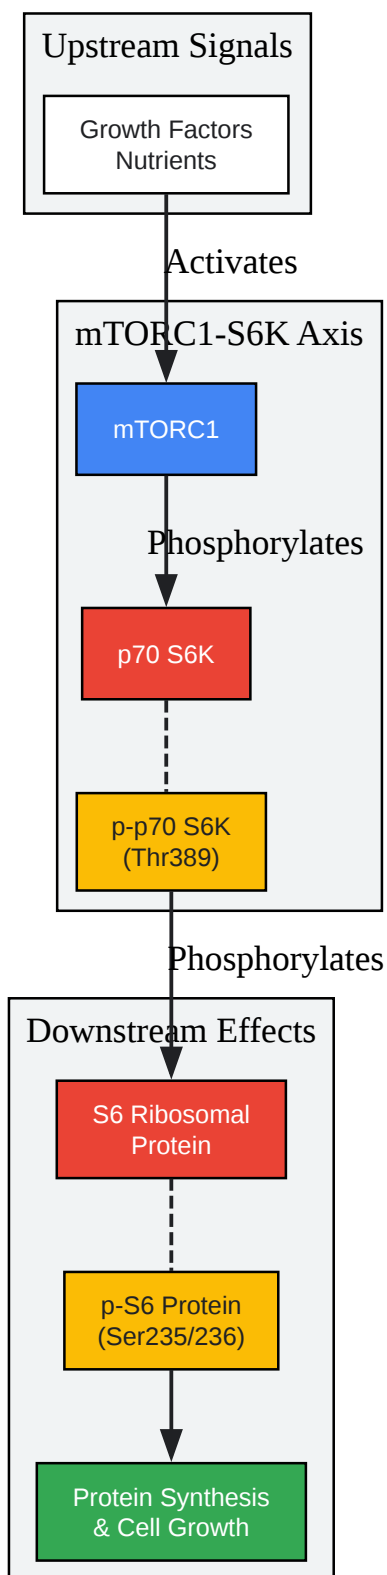 Upstream Signals
Growth Factors
Nutrients
Activates
mTORC1-S6K Axis
mTORC1
Phosphorylates
p70 S6K
p-p70 S6K
(Thr389)
Phosphorylates
Downstream Effects
S6 Ribosomal
Protein
p-S6 Protein
(Ser235/236)
Protein Synthesis
& Cell Growth